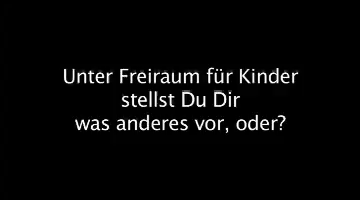 Unter Freiraum für Kinder
stellst Du Dir
was anderes vor, oder?